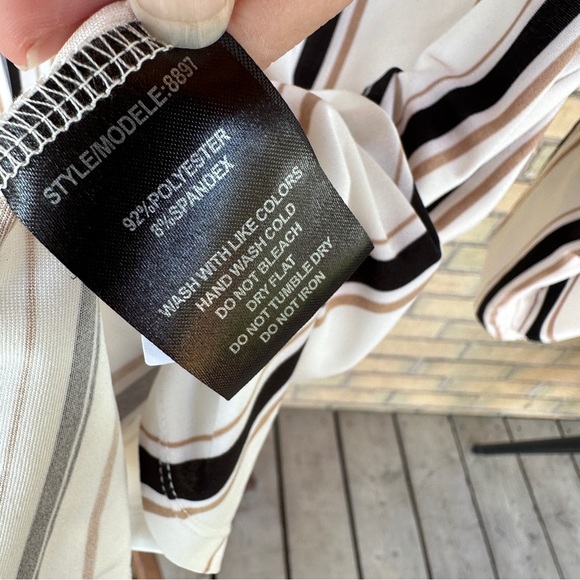 STYLE/MODELE:8897
92%POLYESTER
8%SPANDEX
WASH WITH LIKE COLORS
HAND WASH COLD
DO NOT BLEACH
DRY FLAT
DO NOT TUMBLE DRY
DO NOT IRON